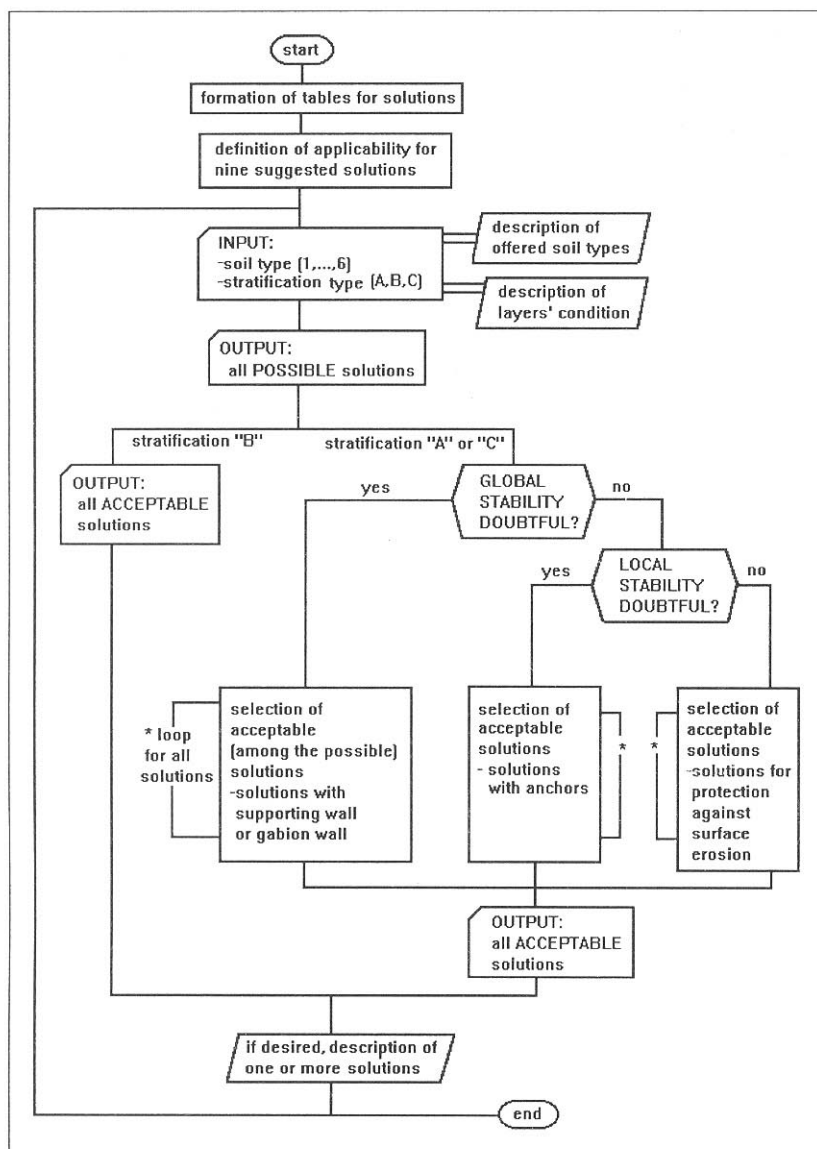 start
formation of tables for solutions
definition of applicability for
nine suggested solutions
INPUT:
-soil type (1,...,6)
-stratification type (A,B,C)
description of
offered soil types
description of
layers' condition
OUTPUT:
all POSSIBLE solutions
stratification "B"
stratification "A" or "C"
OUTPUT:
all ACCEPTABLE
solutions
yes
GLOBAL
STABILITY
DOUBTFUL?
no
yes
LOCAL
STABILITY
DOUBTFUL?
no
* loop
for all
solutions
selection of
acceptable
(among the possible)
solutions
-solutions with
supporting wall
or gabion wall
selection of
acceptable
solutions
- solutions
with anchors
*
*
selection of
acceptable
solutions
-solutions for
protection
against
surface
erosion
OUTPUT:
all ACCEPTABLE
solutions
if desired, description of
one or more solutions
end